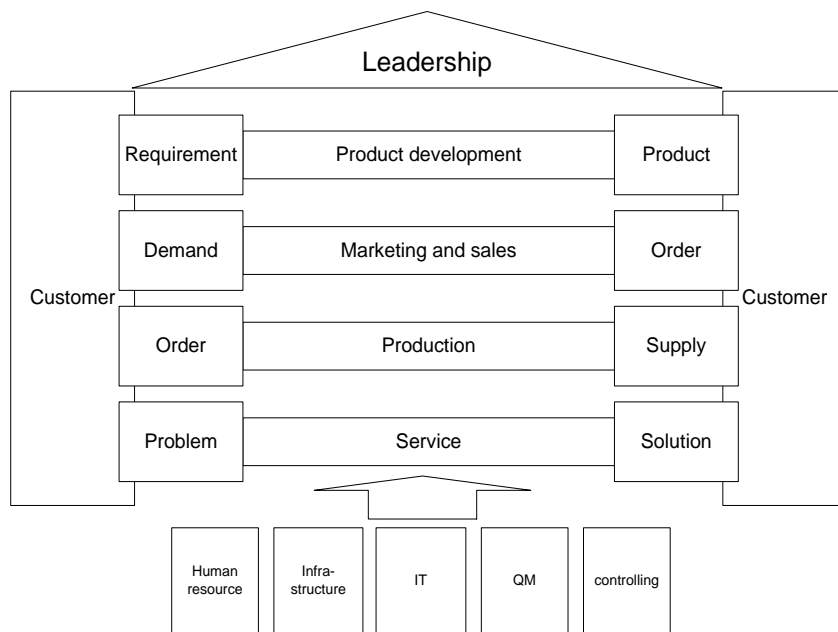 Leadership
Requirement
Product development
Product
Demand
Marketing and sales
Order
Customer
Customer
Order
Production
Supply
Problem
Service
Solution
Human
resource
Infra-
structure
IT
QM
controlling